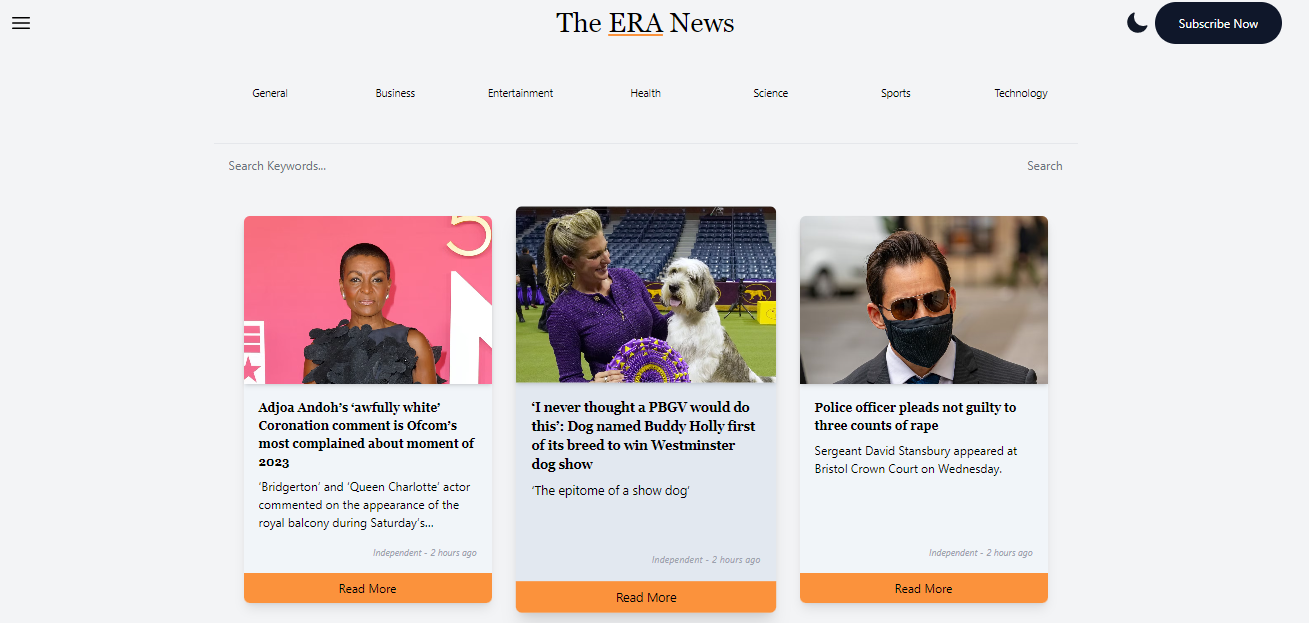 The ERA News
Subscribe Now
General
Business
Entertainment
Health
Science
Sports
Technology
Search Keywords...
Search
Adjoa Andoh’s ‘awfully white’
Coronation comment is Ofcom’s
most complained about moment of
2023
‘Bridgerton’ and ‘Queen Charlotte’ actor
commented on the appearance of the
royal balcony during Saturday’s...
Independent - 2 hours ago
Read More
‘I never thought a PBGV would do
this’: Dog named Buddy Holly first
of its breed to win Westminster
dog show
‘The epitome of a show dog’
Independent - 2 hours ago
Read More
Police officer pleads not guilty to
three counts of rape
Sergeant David Stansbury appeared at
Bristol Crown Court on Wednesday.
Independent - 2 hours ago
Read More